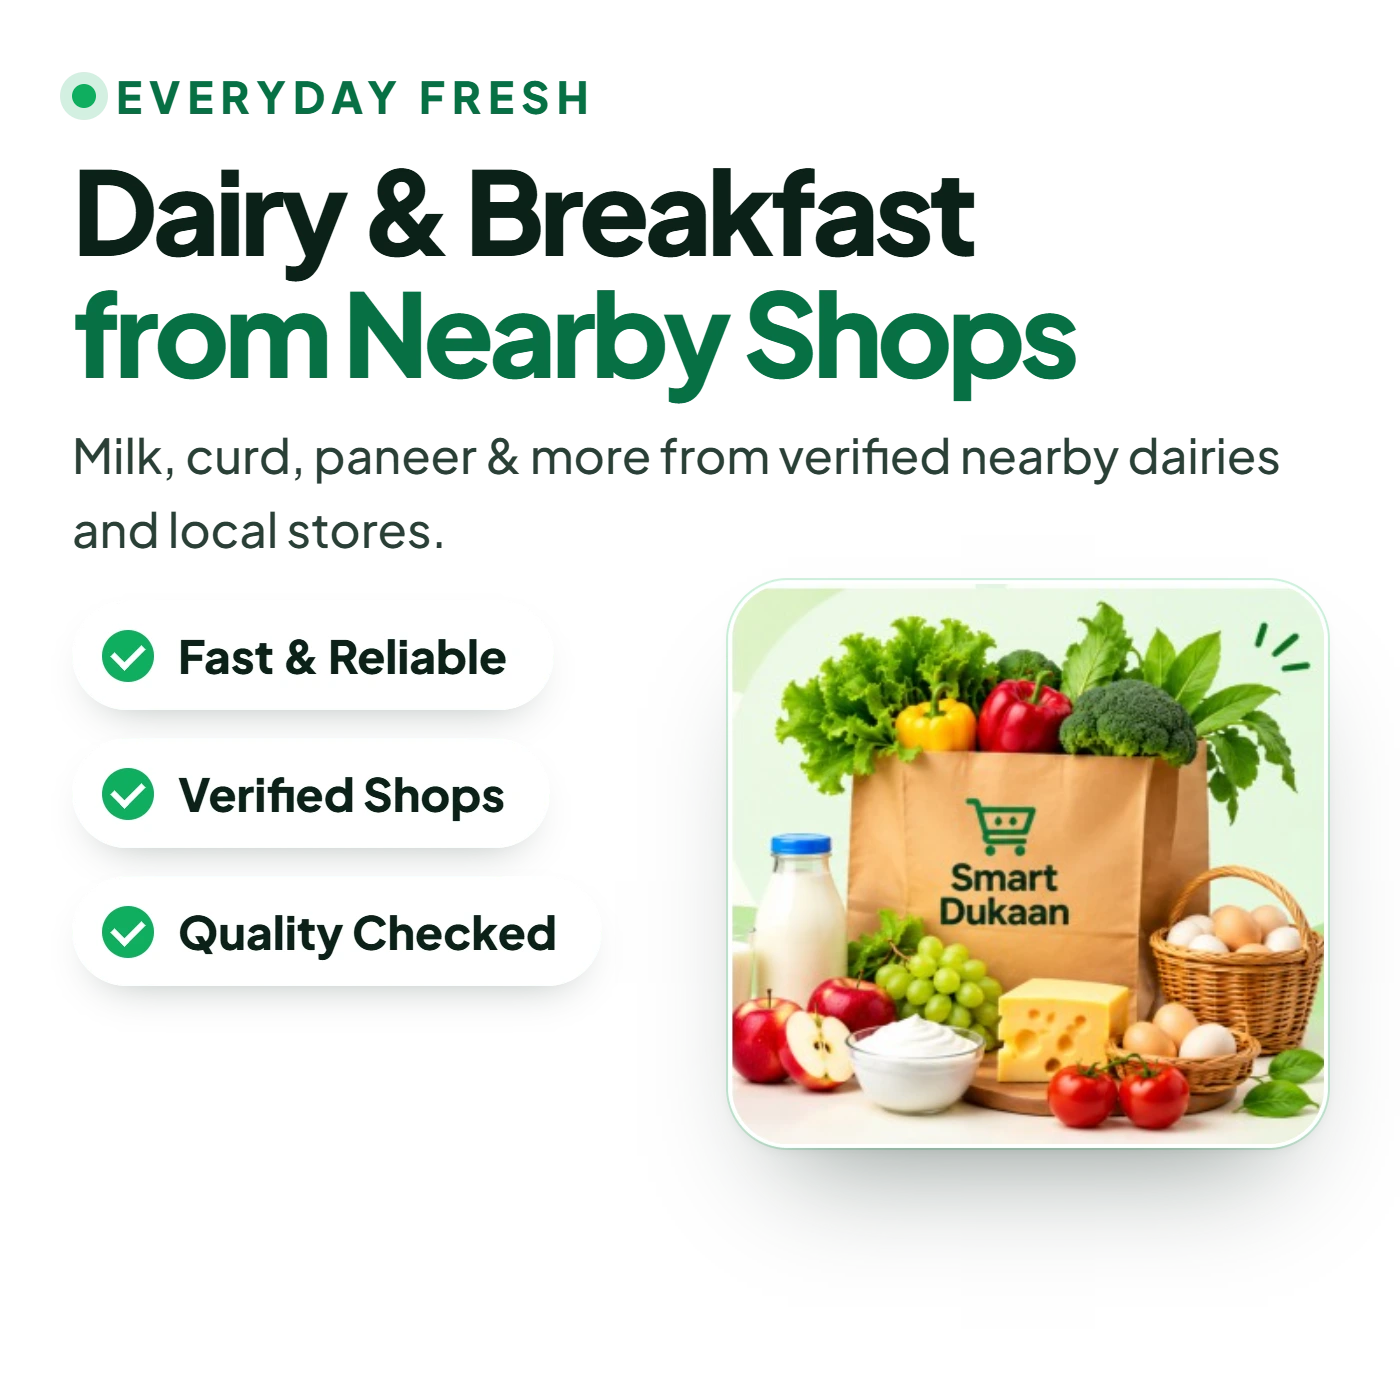 EVERYDAY FRESH
Dairy & Breakfast
from Nearby Shops
Milk, curd, paneer & more from verified nearby dairies
and local stores.
Fast & Reliable
Verified Shops
Quality Checked
Smart
Dukaan